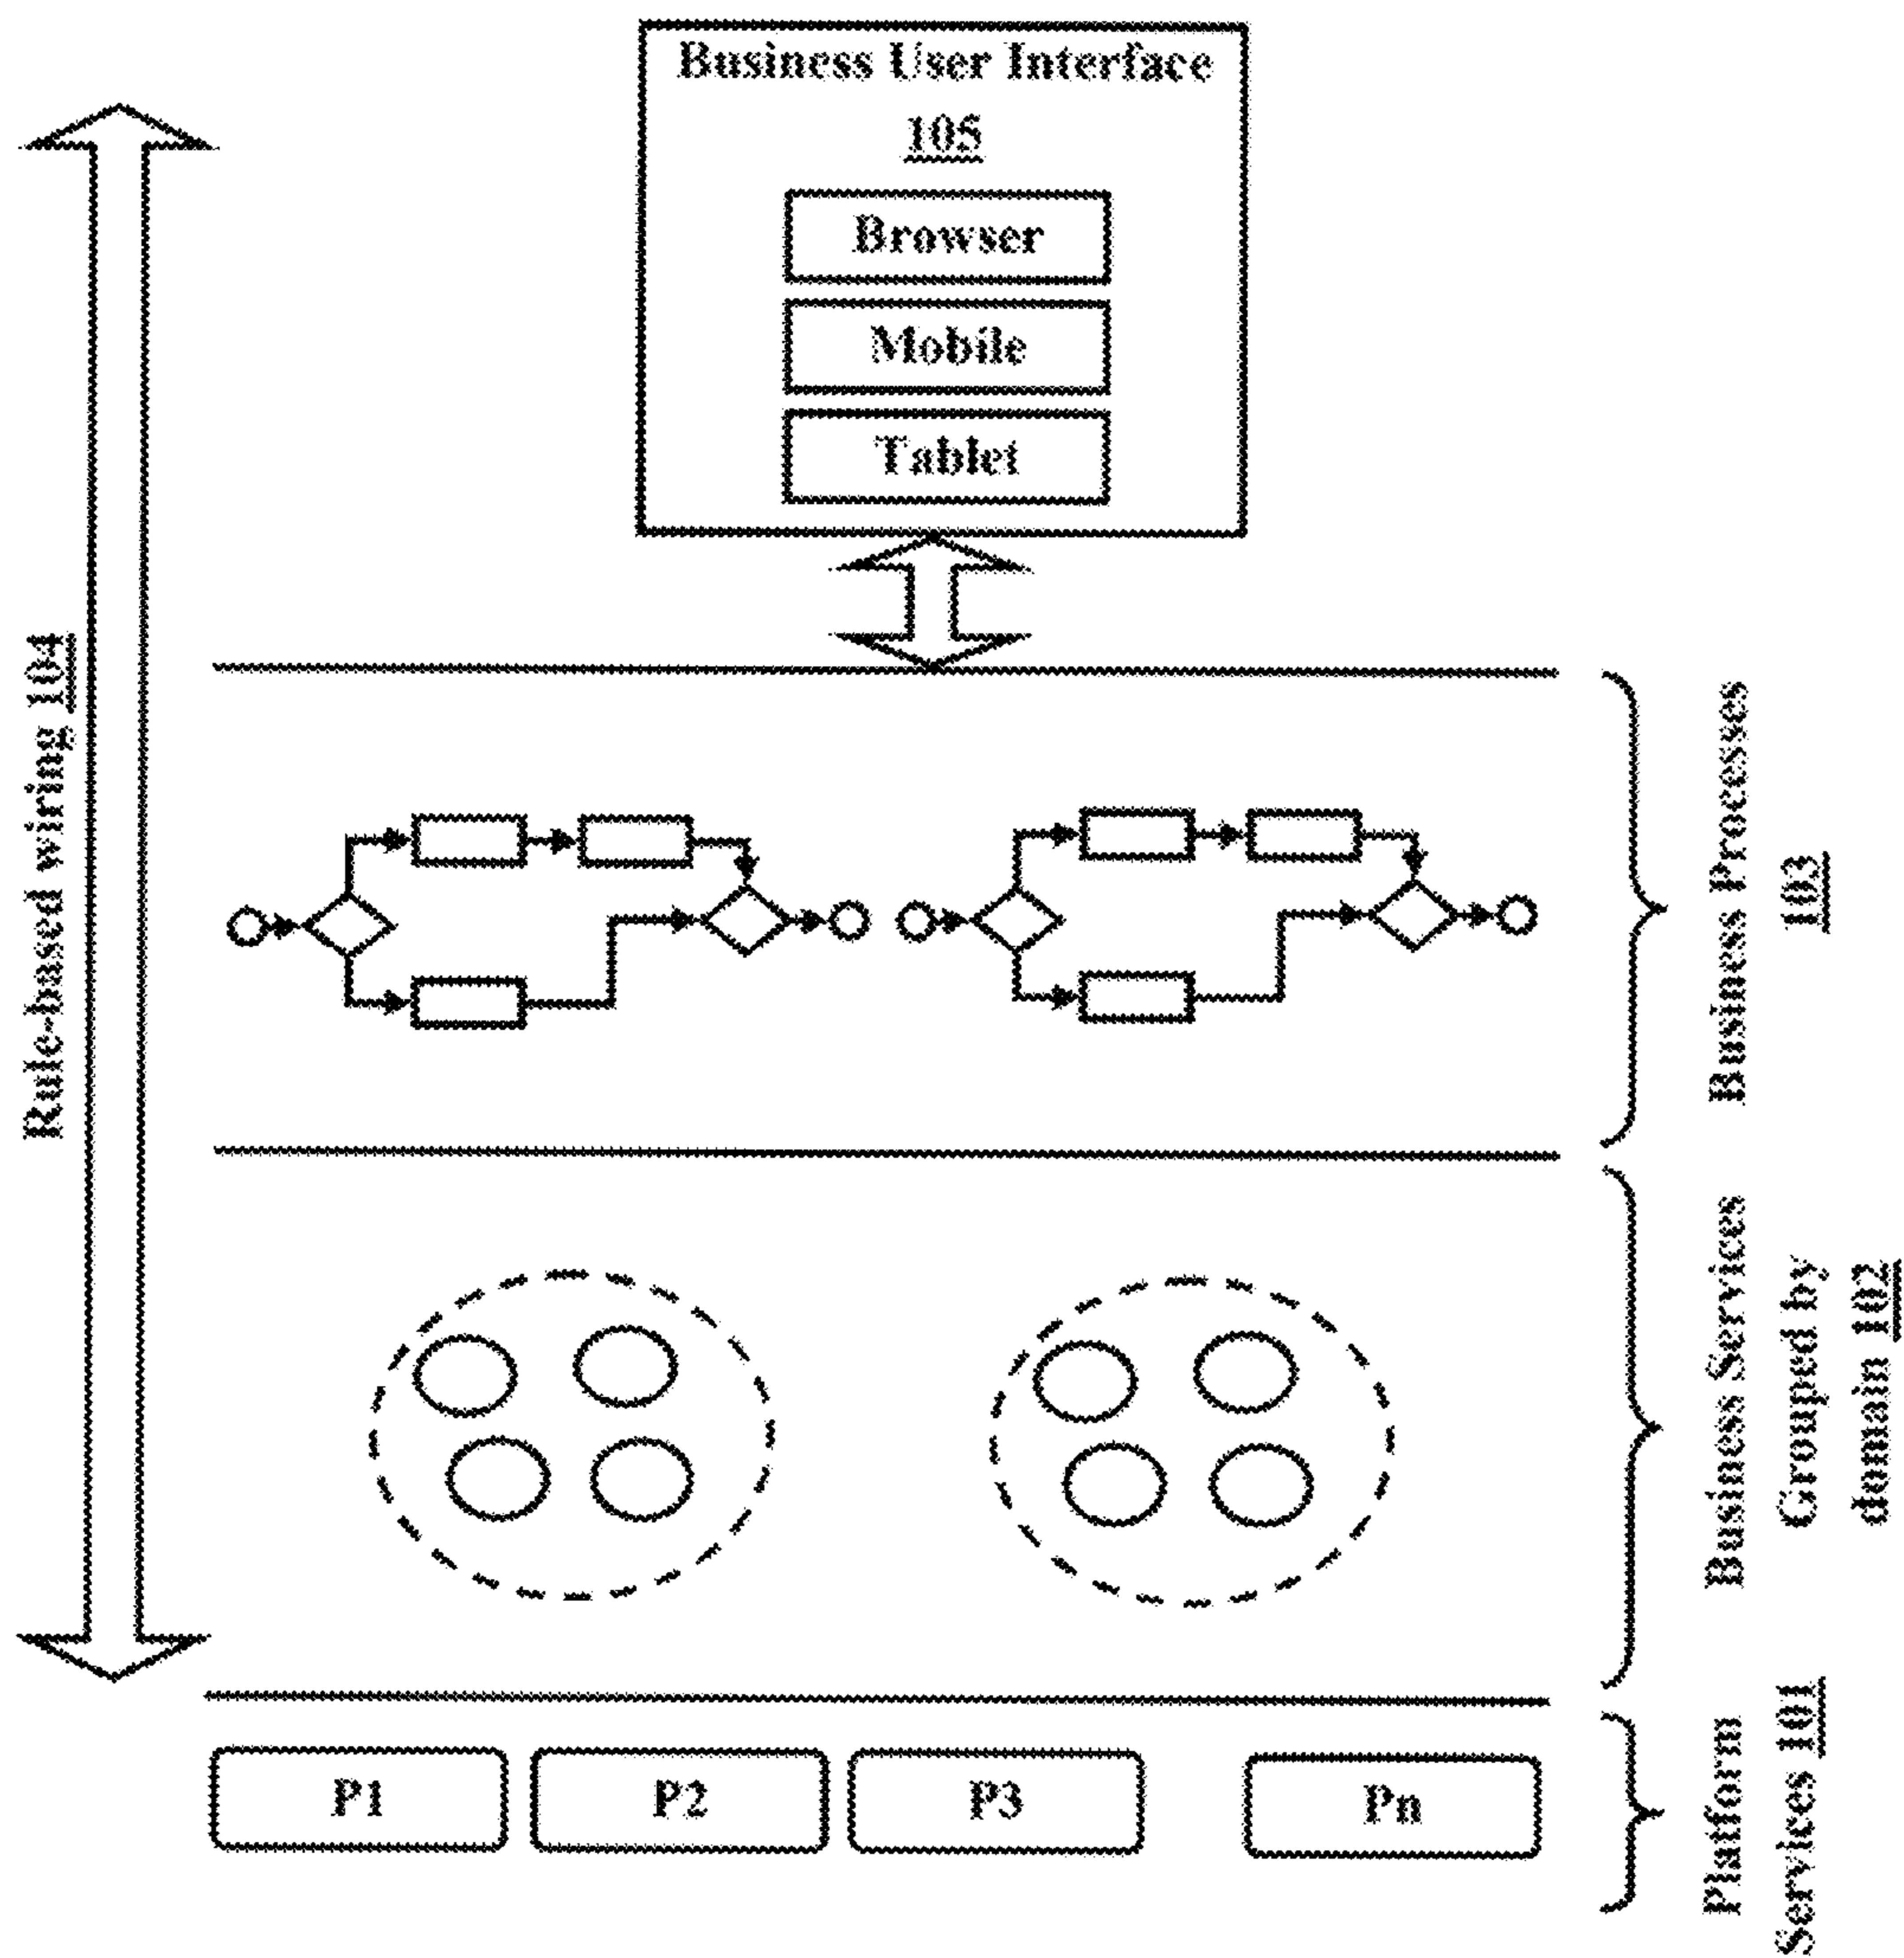 Business User Interface
105
Browser
Mobile
Tablet
Rule-based wiring 104
Business Processes
103
Business Services
Grouped by
domain 102
P1
P2
P3
Pn
Platform
Services 101